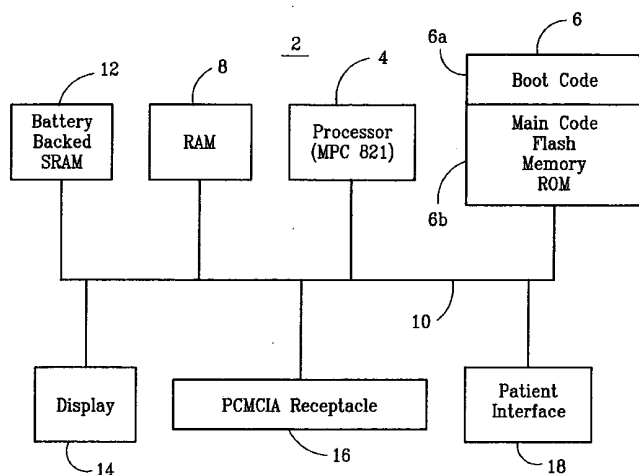 2
12
8
4
6a
6
Battery
Backed
SRAM
RAM
Processor
(MPC 821)
Boot Code
Main Code
Flash
Memory
ROM
6b
10
Display
PCMCIA Receptacle
Patient
Interface
14
16
18